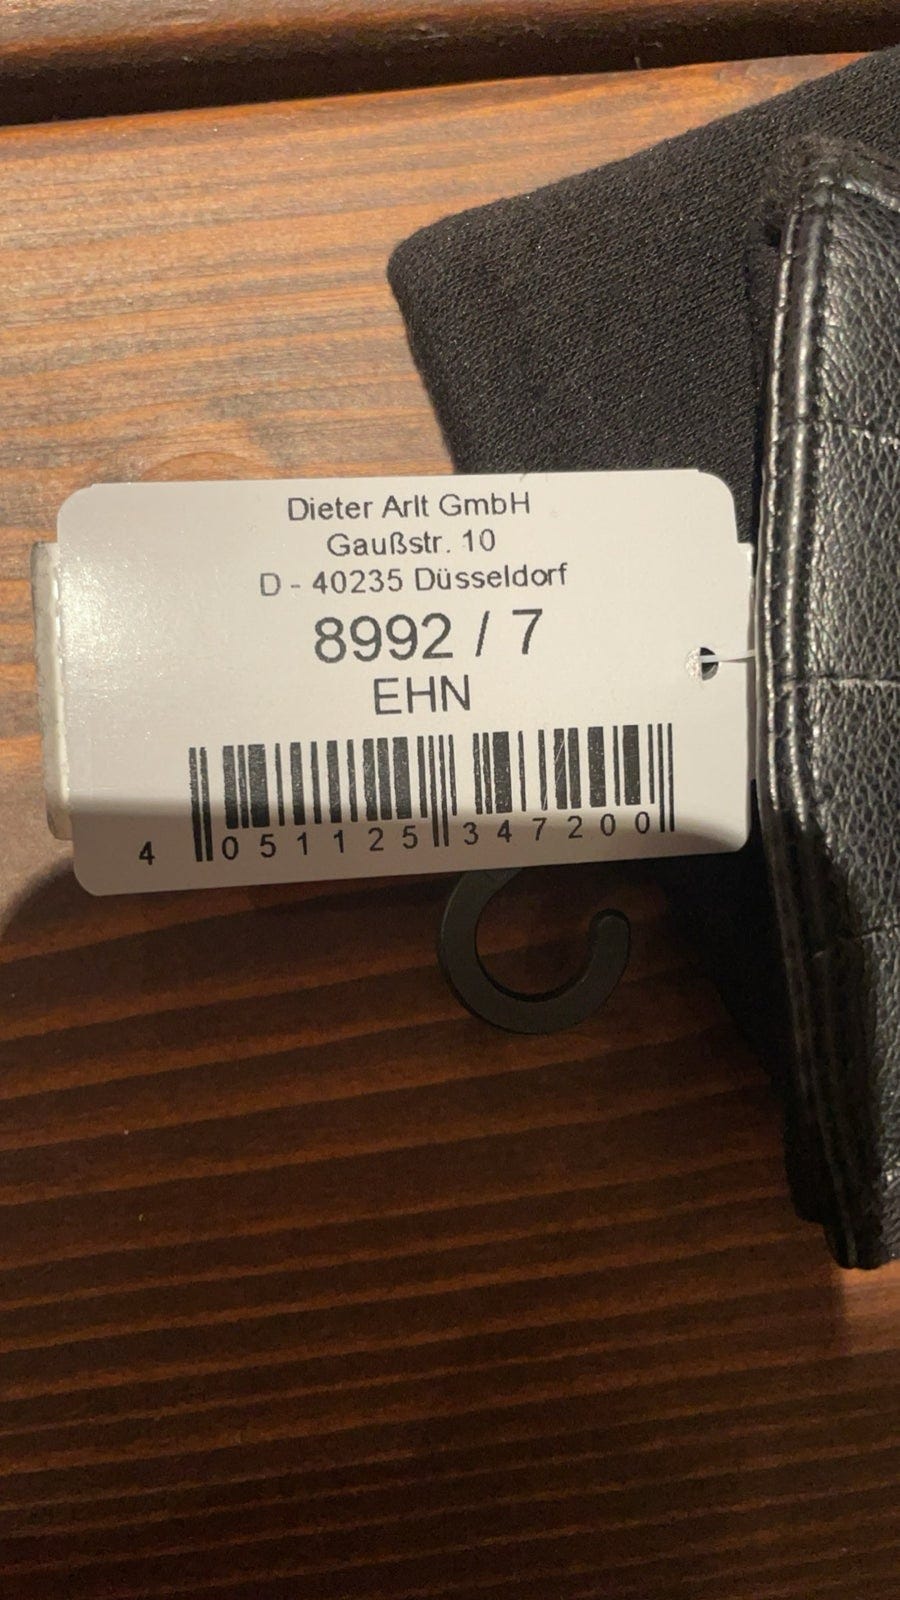 Dieter Arlt GmbH
Gaußstr. 10
D - 40235 Düsseldorf
8992 / 7
EHN
4 051125 347200